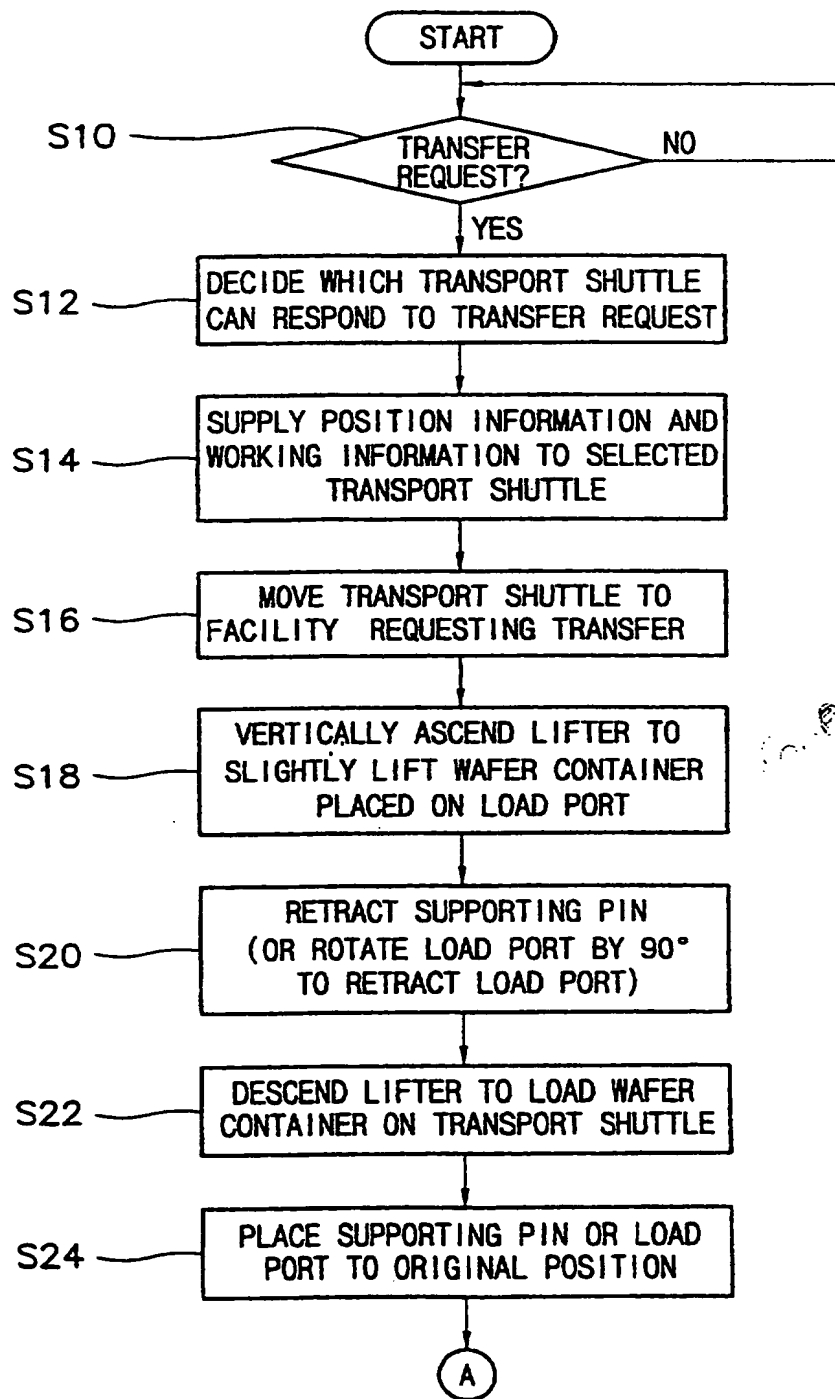 START
S10
TRANSFER
REQUEST?
NO
YES
S12
DECIDE WHICH TRANSPORT SHUTTLE
CAN RESPOND TO TRANSFER REQUEST
S14
SUPPLY POSITION INFORMATION AND
WORKING INFORMATION TO SELECTED
TRANSPORT SHUTTLE
S16
MOVE TRANSPORT SHUTTLE TO
FACILITY REQUESTING TRANSFER
S18
VERTICALLY ASCEND LIFTER TO
SLIGHTLY LIFT WAFER CONTAINER
PLACED ON LOAD PORT
S20
RETRACT SUPPORTING PIN
(OR ROTATE LOAD PORT BY 90°
TO RETRACT LOAD PORT)
S22
DESCEND LIFTER TO LOAD WAFER
CONTAINER ON TRANSPORT SHUTTLE
S24
PLACE SUPPORTING PIN OR LOAD
PORT TO ORIGINAL POSITION
A